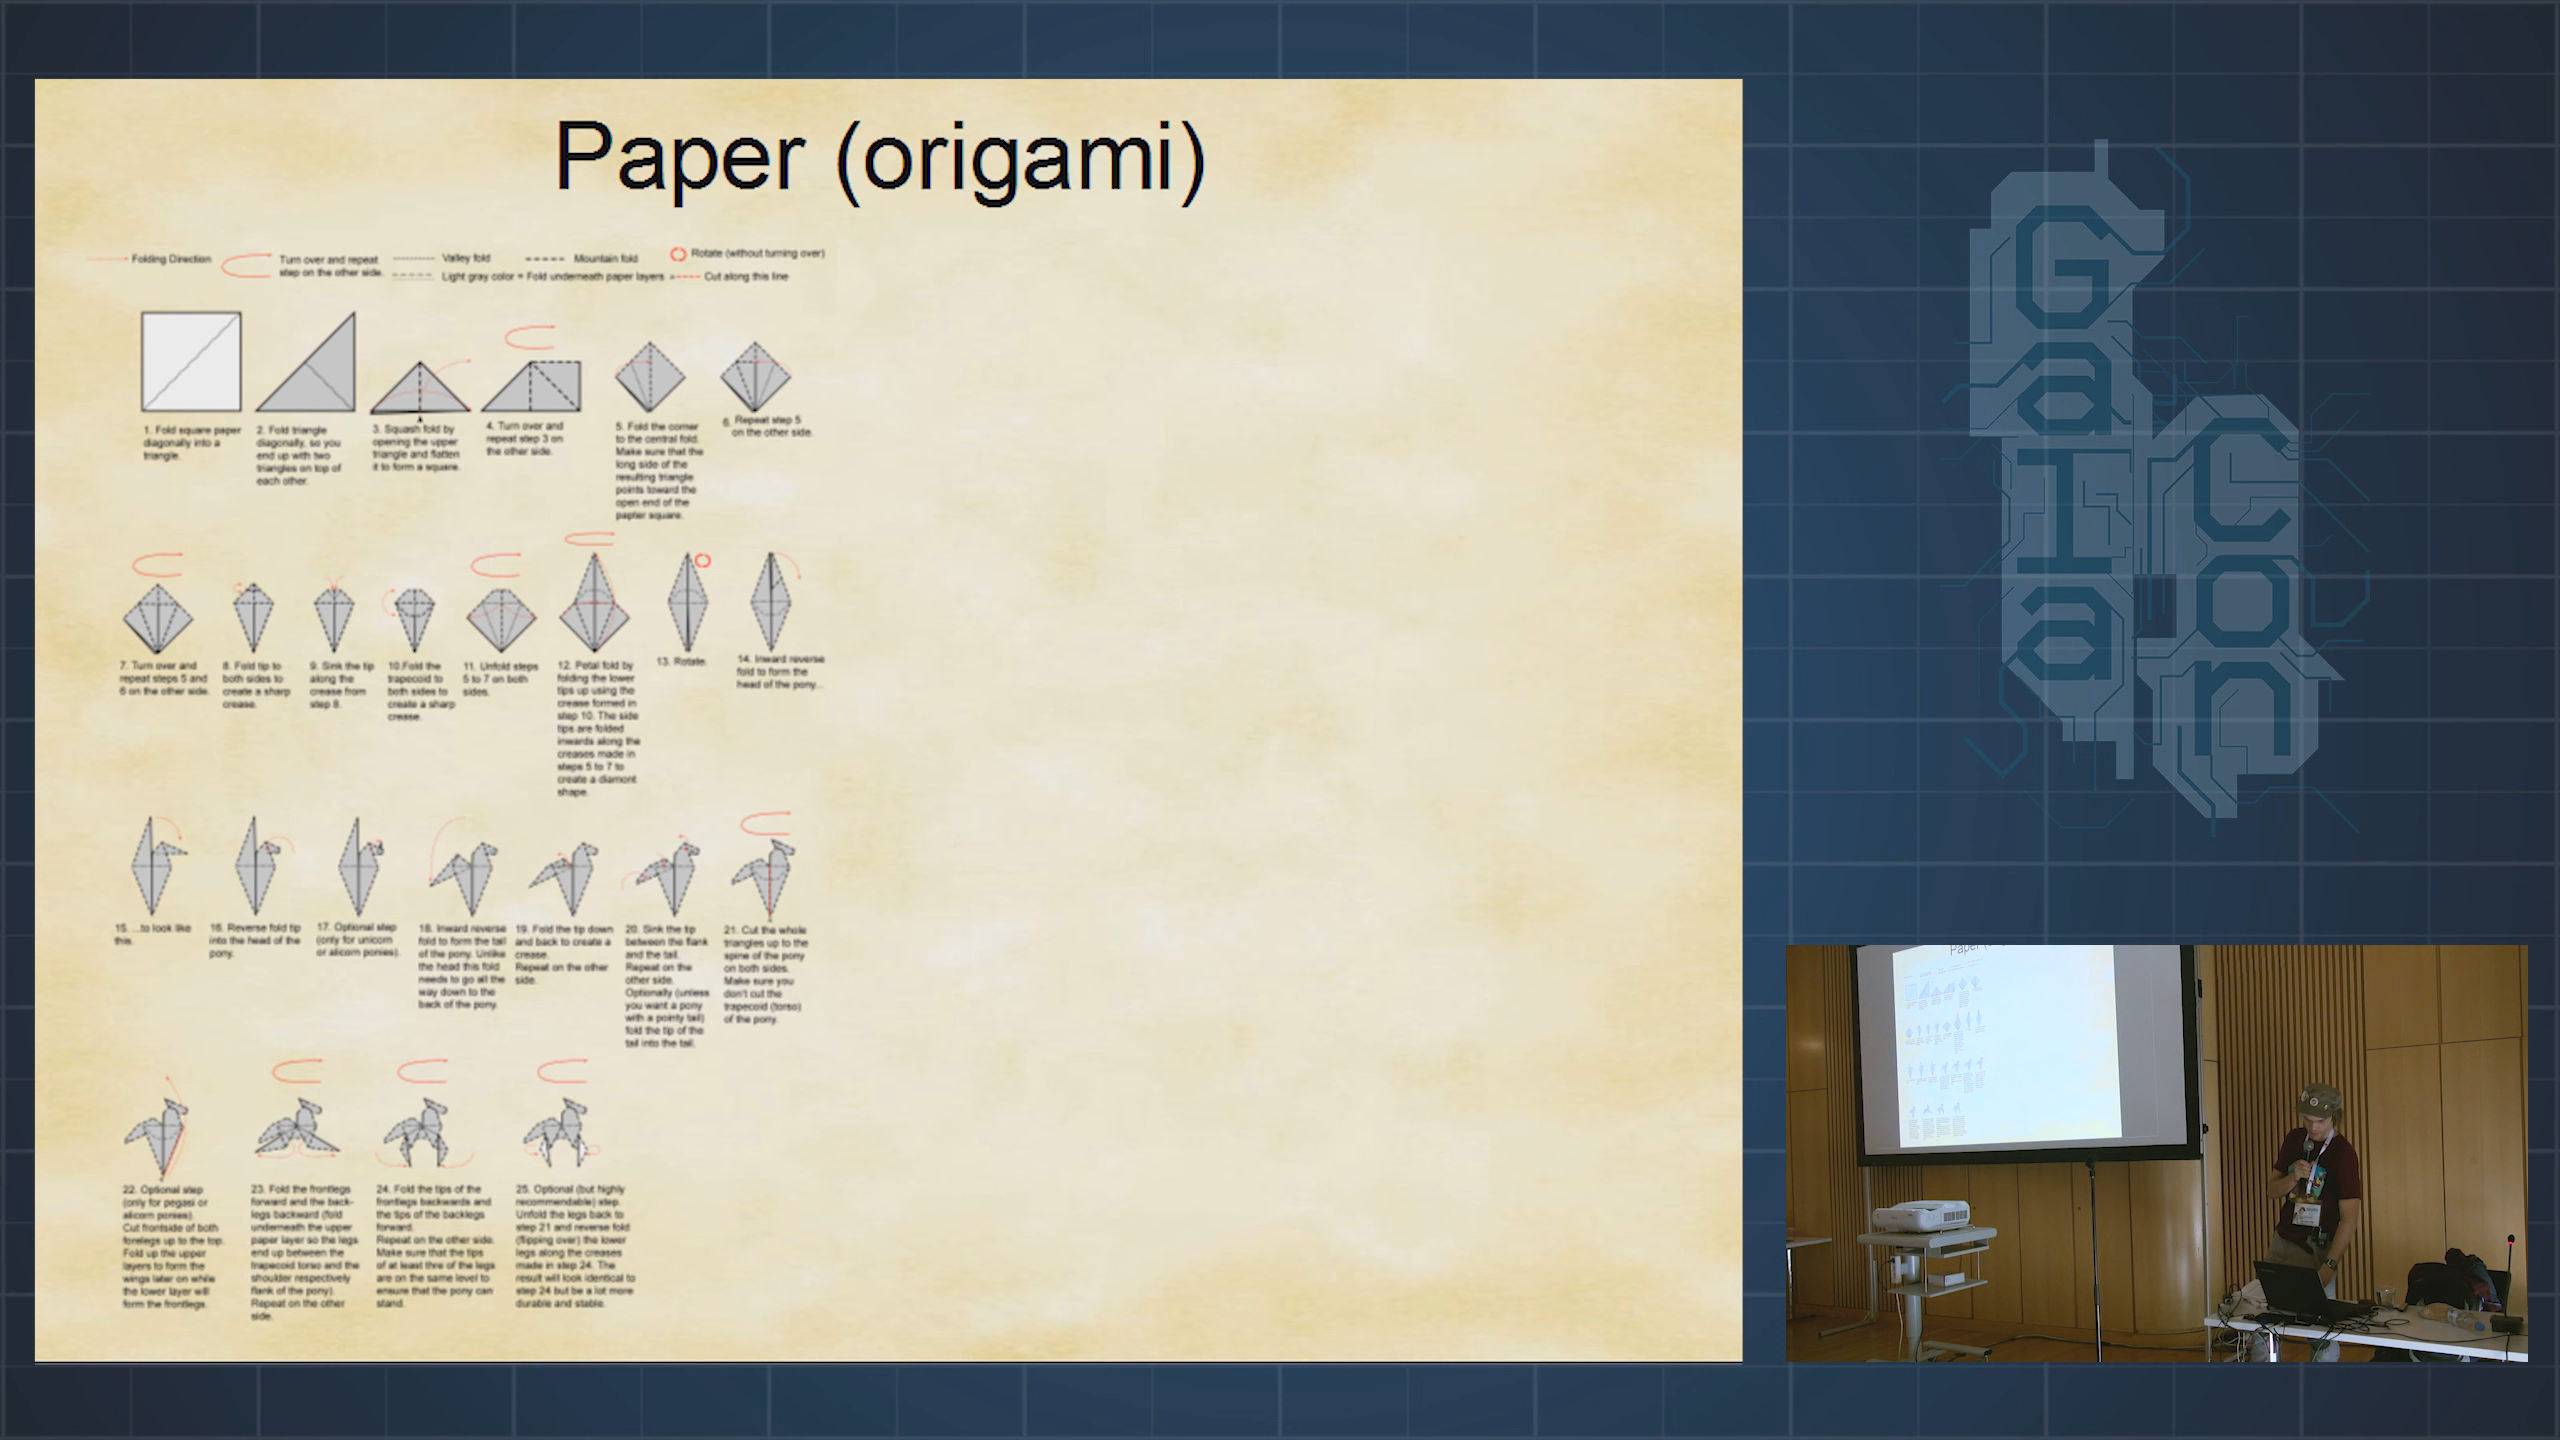 Paper (origami)
Folding Direction
Turn over and repeat
step on the other side.
Valley fold
Mountain fold
Rotate (without turning over)
Light gray color = Fold underneath paper layers
Cut along this line
1. Fold square paper
diagonally into a
triangle.
2. Fold triangle
diagonally, so you
end up with two
triangles on top of
each other.
3. Squash fold by
opening the upper
triangle and flatten
it to form a square.
4. Turn over and
repeat step 3 on
the other side.
5. Fold the corner
to the central fold.
Make sure that the
long side of the
resulting triangle
points toward the
open end of the
papter square.
6. Repeat step 5
on the other side.
7. Turn over and
repeat steps 5 and
6 on the other side.
8. Fold tip to
both sides to
create a sharp
crease.
9. Sink the tip
along the
crease from
step 8.
10.Fold the
trapecoid to
both sides to
create a sharp
crease.
11. Unfold steps
5 to 7 on both
sides.
12. Petal fold by
folding the lower
tips up using the
crease formed in
step 10. The side
tips are folded
inwards along the
creases made in
steps 5 to 7 to
create a diamont
shape.
13. Rotate.
14. Inward reverse
fold to form the
head of the pony...
15. ...to look like
this.
16. Reverse fold tip
into the head of the
pony.
17. Optional step
(only for unicorn
or alicorn ponies).
18. Inward reverse
fold to form the tail
of the pony. Unlike
the head this fold
needs to go all the
way down to the
back of the pony.
19. Fold the tip down
and back to create a
crease.
Repeat on the other
side.
20. Sink the tip
between the flank
and the tail.
Repeat on the
other side.
Optionally (unless
you want a pony
with a pointy tail)
fold the tip of the
tail into the tail.
21. Cut the whole
triangles up to the
spine of the pony
on both sides.
Make sure you
don't cut the
trapecoid (torso)
of the pony.
22. Optional step
(only for pegasi or
alicorn ponies).
Cut frontside of both
forelegs up to the top.
Fold up the upper
layers to form the
wings later on while
the lower layer will
form the frontlegs.
23. Fold the frontlegs
forward and the back-
legs backward (fold
underneath the upper
paper layer so the legs
end up between the
trapecoid torso and the
shoulder respectively
flank of the pony).
Repeat on the other
side.
24. Fold the tips of the
frontlegs backwards and
the tips of the backlegs
forward.
Repeat on the other side.
Make sure that the tips
of at least thre of the legs
are on the same level to
ensure that the pony can
stand.
25. Optional (but highly
recommendable) step.
Unfold the legs back to
step 21 and reverse fold
(flipping over) the lower
legs along the creases
made in step 24. The
result will look identical to
step 24 but be a lot more
durable and stable.
GaLa
Con